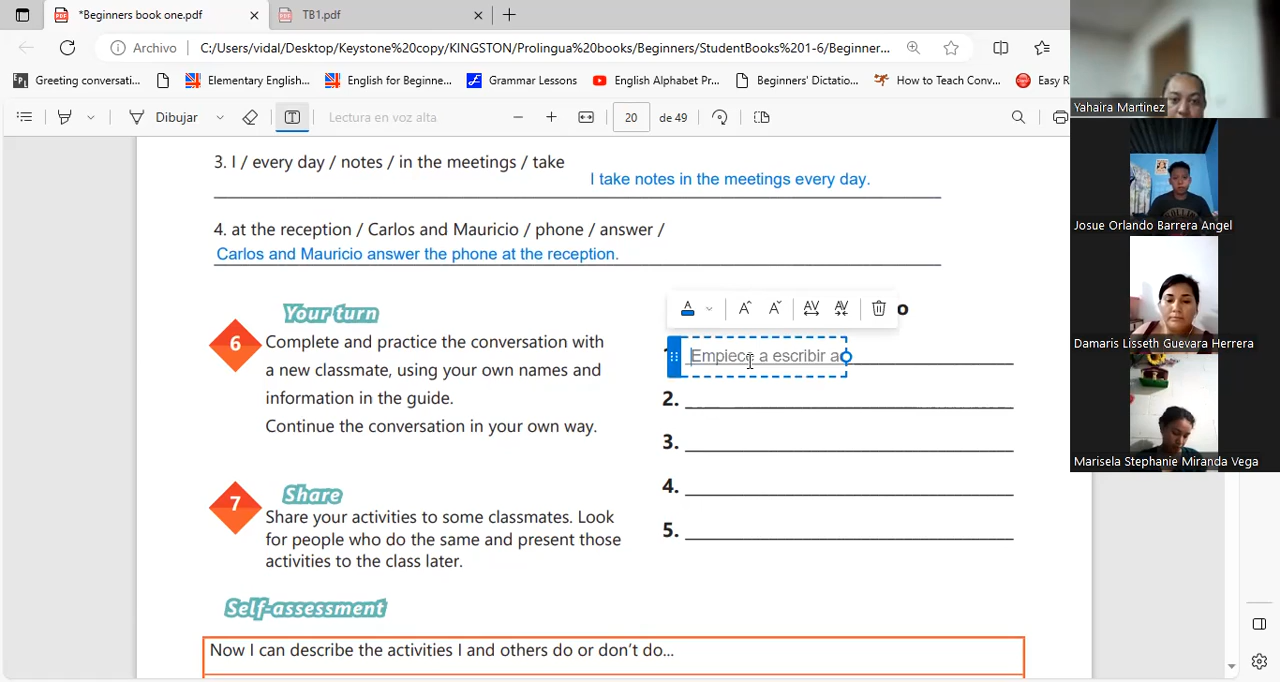 *Beginners book one.pdf
TB1.pdf
Archivo
C:/Users/vidal/Desktop/Keystone%20copy/KINGSTON/Prolingua%20books/Beginners/StudentBooks%201-6/Beginner...
Greeting conversati...
Elementary English...
English for Beginne...
Grammar Lessons
English Alphabet Pr...
Beginners' Dictatio...
How to Teach Conv...
Easy R
Dibujar
Lectura en voz alta
20 de 49
3. I / every day / notes / in the meetings / take
I take notes in the meetings every day.
4. at the reception / Carlos and Mauricio / phone / answer /
Carlos and Mauricio answer the phone at the reception.
Your turn
6
Complete and practice the conversation with
a new classmate, using your own names and
information in the guide.
Continue the conversation in your own way.
7
Share
Share your activities to some classmates. Look
for people who do the same and present those
activities to the class later.
o
Empiece a escribir a
2.
3.
4.
5.
Self-assessment
Now I can describe the activities I and others do or don't do...
Yahaira Martinez
Josue Orlando Barrera Angel
Damaris Lisseth Guevara Herrera
Marisela Stephanie Miranda Vega